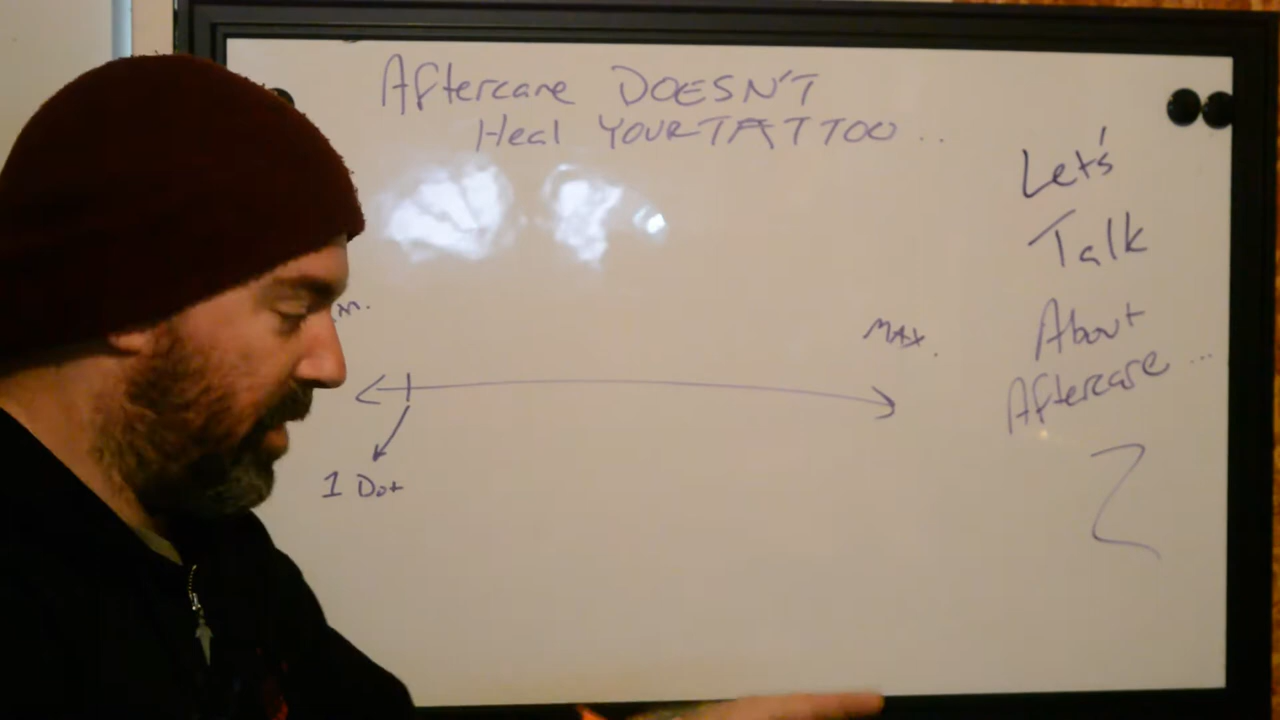 Aftercare DOESN'T
Heal YOUR TATTOO ..
Let's
Talk
About
Aftercare ...
MAX.
1 Dot